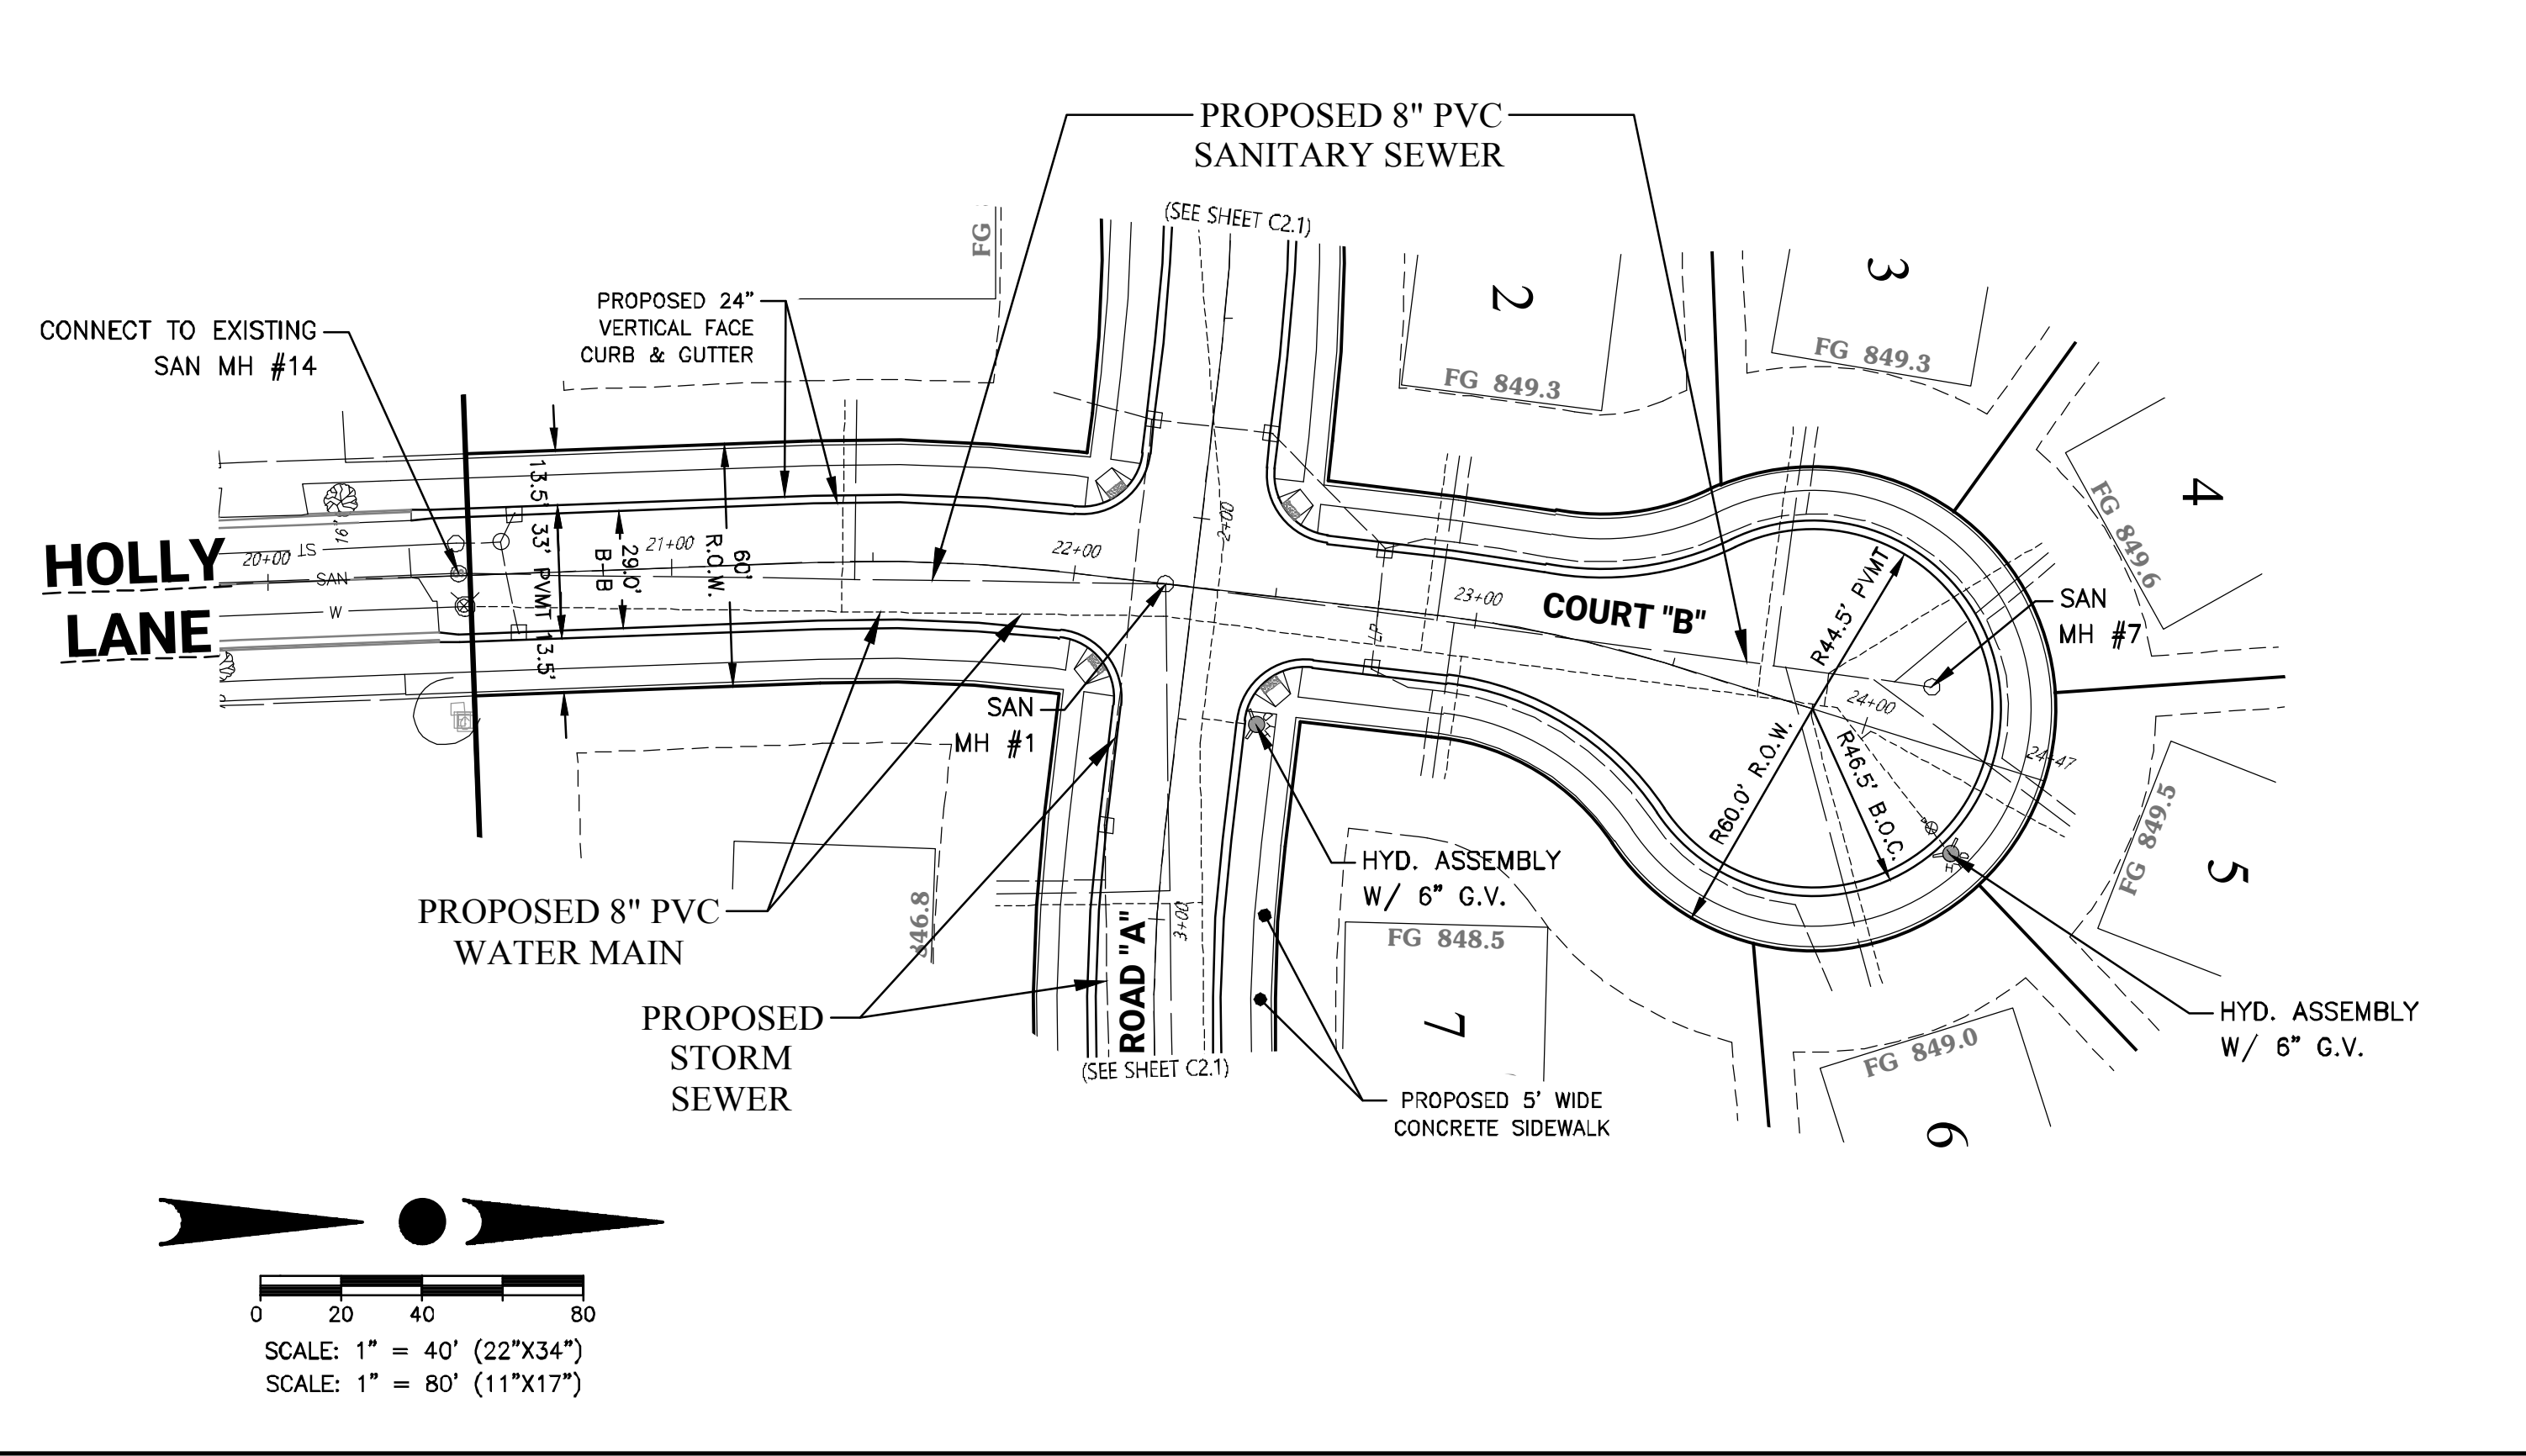 PROPOSED 8" PVC
SANITARY SEWER
(SEE SHEET C2.1)
FG
PROPOSED 24"
VERTICAL FACE
CURB & GUTTER
CONNECT TO EXISTING
SAN MH #14
2
FG 849.3
3
FG 849.3
4
FG 849.6
HOLLY
LANE
20+00
ST
SAN
W
16'
13.5'
33' PVMT
13.5'
29.0'
B-B
21+00
60'
R.O.W.
22+00
2+00
23+00
COURT "B"
R44.5' PVMT
SAN
MH #7
24+00
24+47
R60.0' R.O.W.
R46.5' B.O.C.
SAN
MH #1
5
FG 849.5
HYD. ASSEMBLY
W/ 6" G.V.
PROPOSED 8" PVC
WATER MAIN
846.8
ROAD "A"
3+00
FG 848.5
7
PROPOSED
STORM
SEWER
(SEE SHEET C2.1)
HYD. ASSEMBLY
W/ 6" G.V.
FG 849.0
6
PROPOSED 5' WIDE
CONCRETE SIDEWALK
0 20 40 80
SCALE: 1" = 40' (22"X34")
SCALE: 1" = 80' (11"X17")